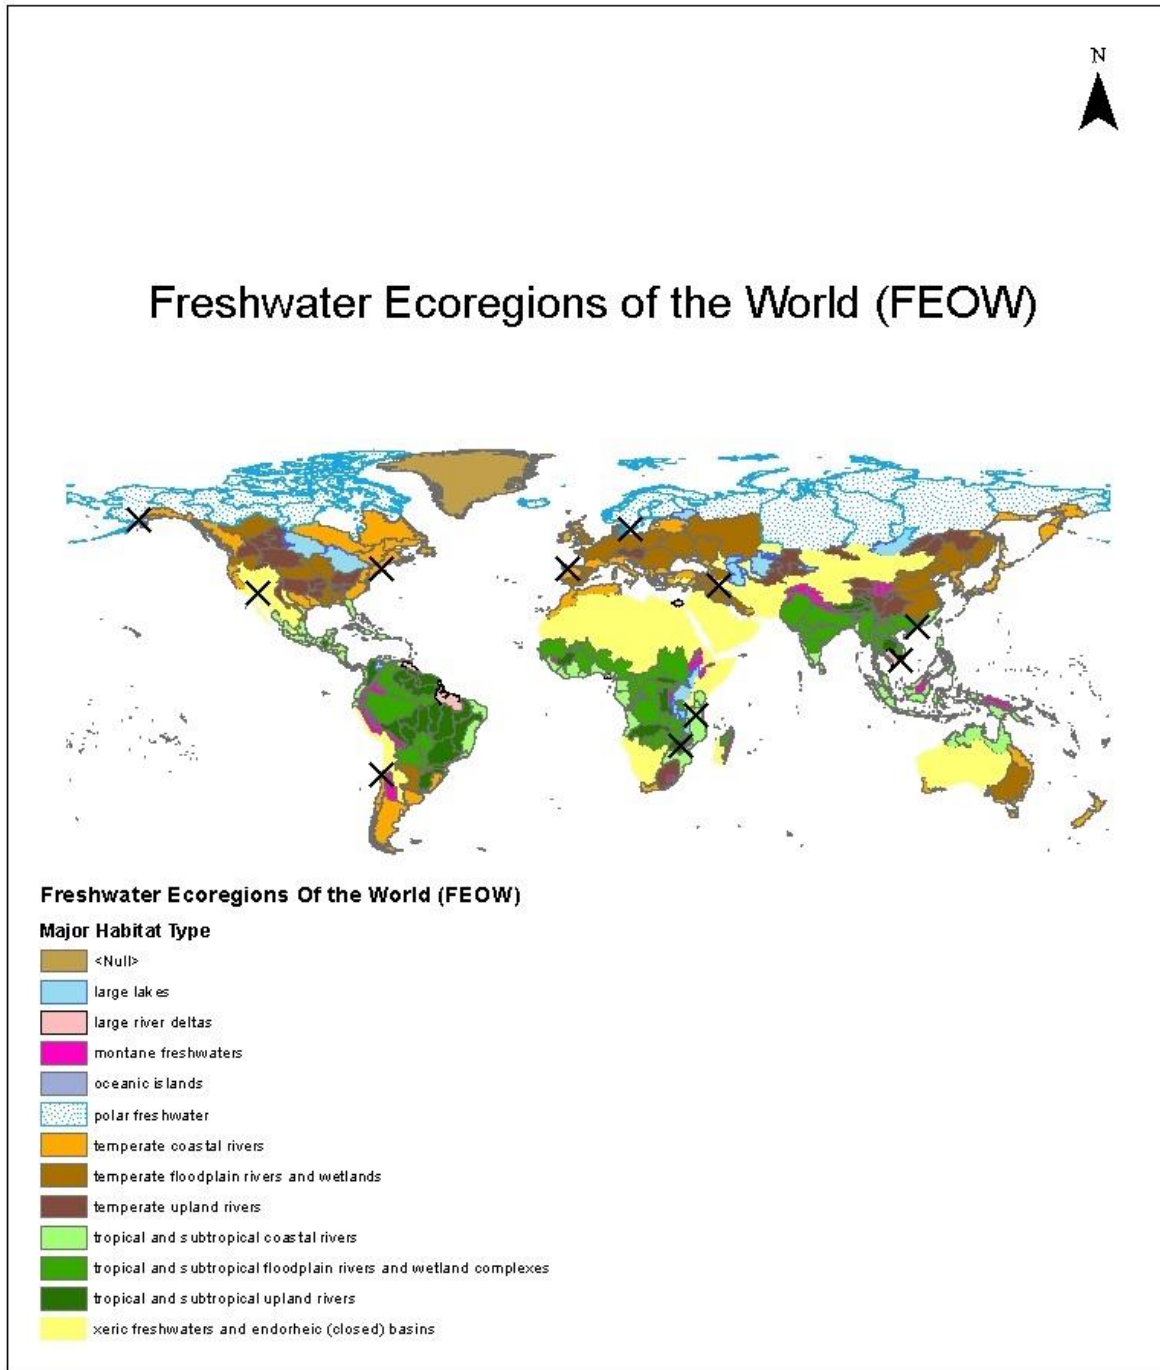 N
Freshwater Ecoregions of the World (FEOW)
Freshwater Ecoregions Of the World (FEOW)
Major Habitat Type
<Null>
large lakes
large river deltas
montane freshwaters
oceanic islands
polar freshwater
temperate coastal rivers
temperate floodplain rivers and wetlands
temperate upland rivers
tropical and subtropical coastal rivers
tropical and subtropical floodplain rivers and wetland complexes
tropical and subtropical upland rivers
xeric freshwaters and endorheic (closed) basins